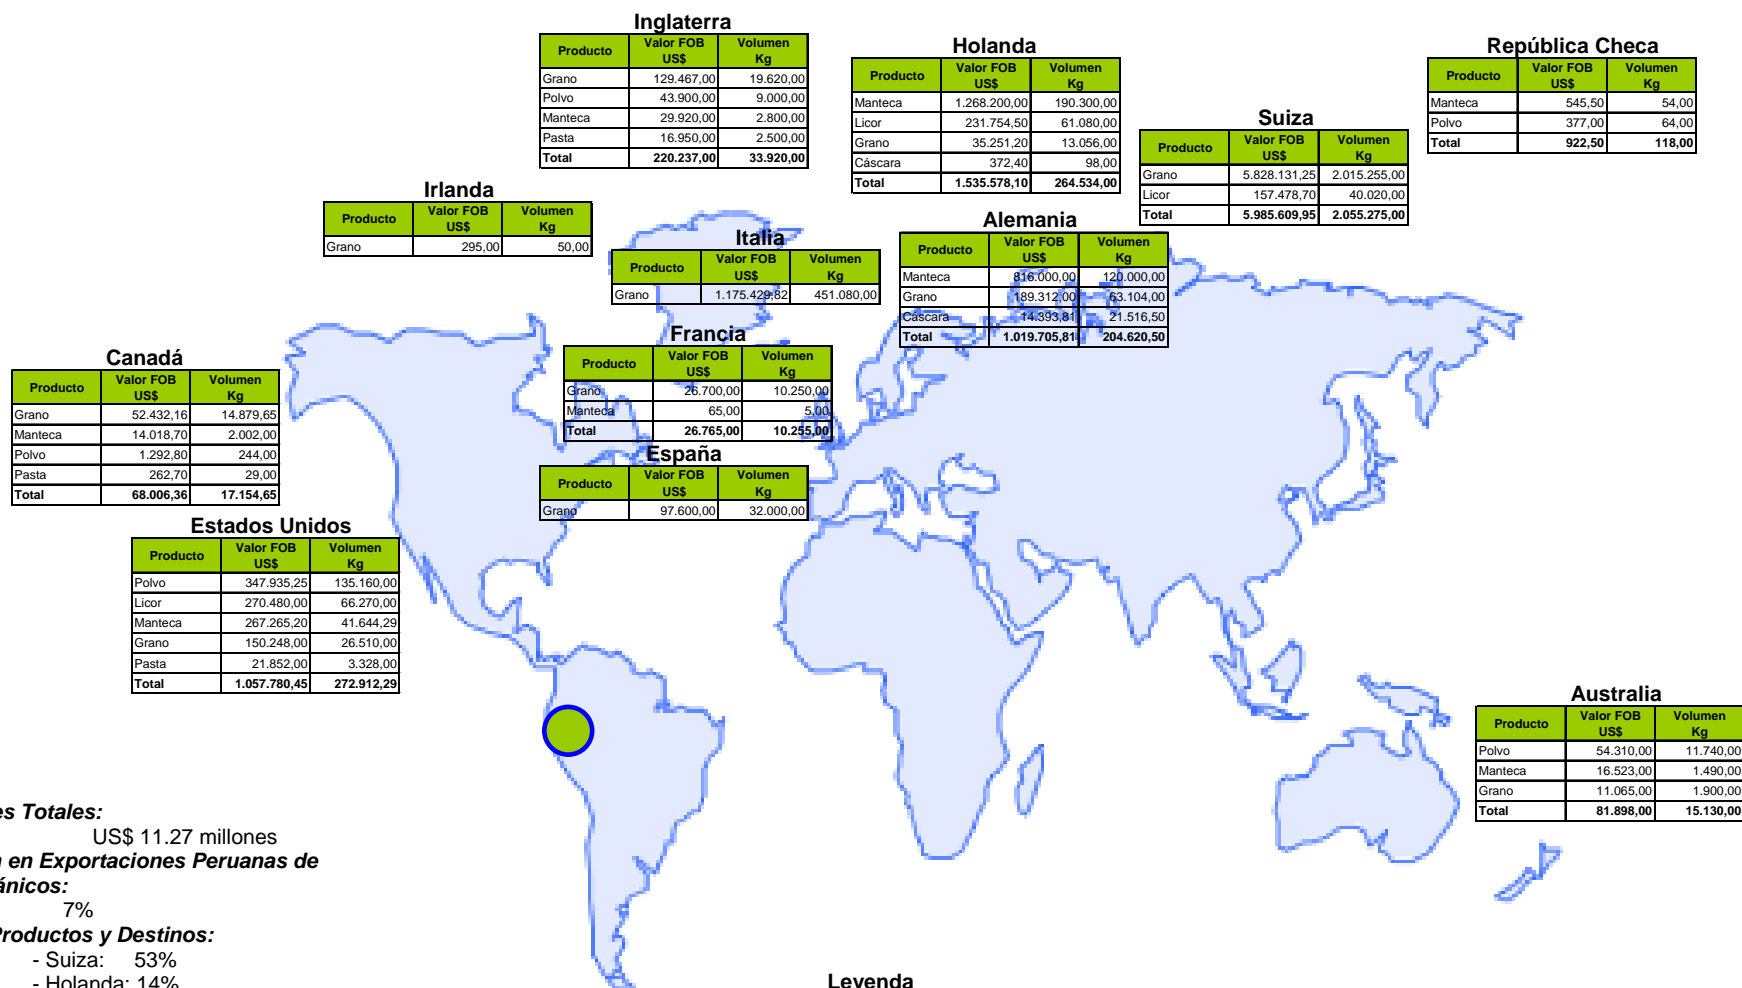 Inglaterra
Producto Valor FOB US$ Volumen Kg
Grano 129.467,00 19.620,00
Polvo 43.900,00 9.000,00
Manteca 29.920,00 2.800,00
Pasta 16.950,00 2.500,00
Total 220.237,00 33.920,00
Holanda
Producto Valor FOB US$ Volumen Kg
Manteca 1.268.200,00 190.300,00
Licor 231.754,50 61.080,00
Grano 35.251,20 13.056,00
Cáscara 372,40 98,00
Total 1.535.578,10 264.534,00
República Checa
Producto Valor FOB US$ Volumen Kg
Manteca 545,50 54,00
Polvo 377,00 64,00
Total 922,50 118,00
Suiza
Producto Valor FOB US$ Volumen Kg
Grano 5.828.131,25 2.015.255,00
Licor 157.478,70 40.020,00
Total 5.985.609,95 2.055.275,00
Irlanda
Producto Valor FOB US$ Volumen Kg
Grano 295,00 50,00
Italia
Producto Valor FOB US$ Volumen Kg
Grano 1.175.429,82 451.080,00
Alemania
Producto Valor FOB US$ Volumen Kg
Manteca 816.000,00 120.000,00
Grano 189.312,00 63.104,00
Cáscara 14.393,81 21.516,50
Total 1.019.705,81 204.620,50
Francia
Producto Valor FOB US$ Volumen Kg
Grano 26.700,00 10.250,00
Manteca 65,00 5,00
Total 26.765,00 10.255,00
Canadá
Producto Valor FOB US$ Volumen Kg
Grano 52.432,16 14.879,65
Manteca 14.018,70 2.002,00
Polvo 1.292,80 244,00
Pasta 262,70 29,00
Total 68.006,36 17.154,65
España
Producto Valor FOB US$ Volumen Kg
Grano 97.600,00 32.000,00
Estados Unidos
Producto Valor FOB US$ Volumen Kg
Polvo 347.935,25 135.160,00
Licor 270.480,00 66.270,00
Manteca 267.265,20 41.644,29
Grano 150.248,00 26.510,00
Pasta 21.852,00 3.328,00
Total 1.057.780,45 272.912,29
Australia
Producto Valor FOB US$ Volumen Kg
Polvo 54.310,00 11.740,00
Manteca 16.523,00 1.490,00
Grano 11.065,00 1.900,00
Total 81.898,00 15.130,00
es Totales:
US$ 11.27 millones
en Exportaciones Peruanas de
ánicos:
7%
Productos y Destinos:
- Suiza: 53%
- Holanda: 14%
Leyenda